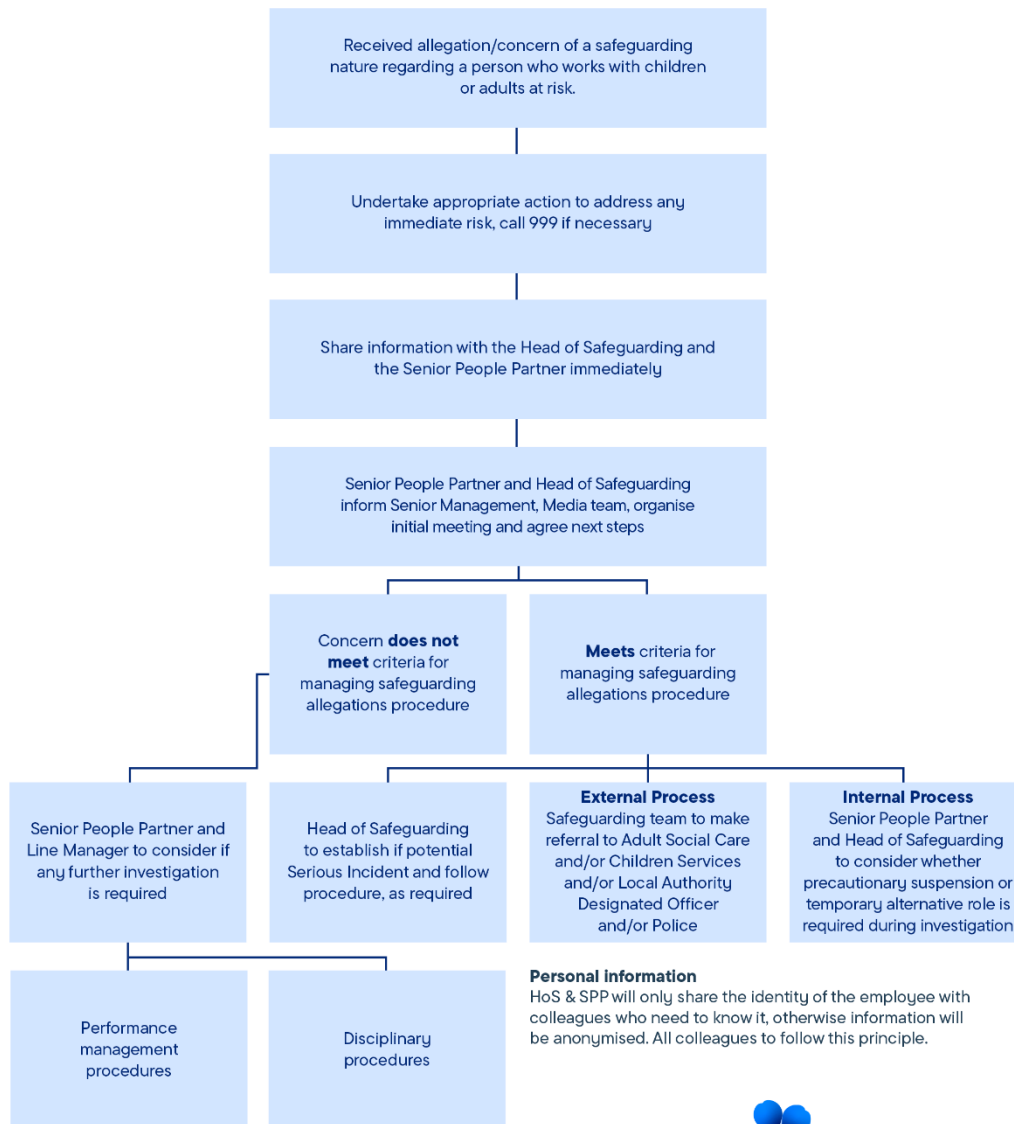 Received allegation/concern of a safeguarding
nature regarding a person who works with children
or adults at risk.
Undertake appropriate action to address any
immediate risk, call 999 if necessary
Share information with the Head of Safeguarding and
the Senior People Partner immediately
Senior People Partner and Head of Safeguarding
inform Senior Management, Media team, organise
initial meeting and agree next steps
Concern does not
meet criteria for
managing safeguarding
allegations procedure
Meets criteria for
managing safeguarding
allegations procedure
Senior People Partner and
Line Manager to consider if
any further investigation
is required
Head of Safeguarding
to establish if potential
Serious Incident and follow
procedure, as required
External Process
Safeguarding team to make
referral to Adult Social Care
and/or Children Services
and/or Local Authority
Designated Officer
and/or Police
Internal Process
Senior People Partner
and Head of Safeguarding
to consider whether
precautionary suspension or
temporary alternative role is
required during investigation
Performance
management
procedures
Disciplinary
procedures
Personal information
HoS & SPP will only share the identity of the employee with
colleagues who need to know it, otherwise information will
be anonymised. All colleagues to follow this principle.